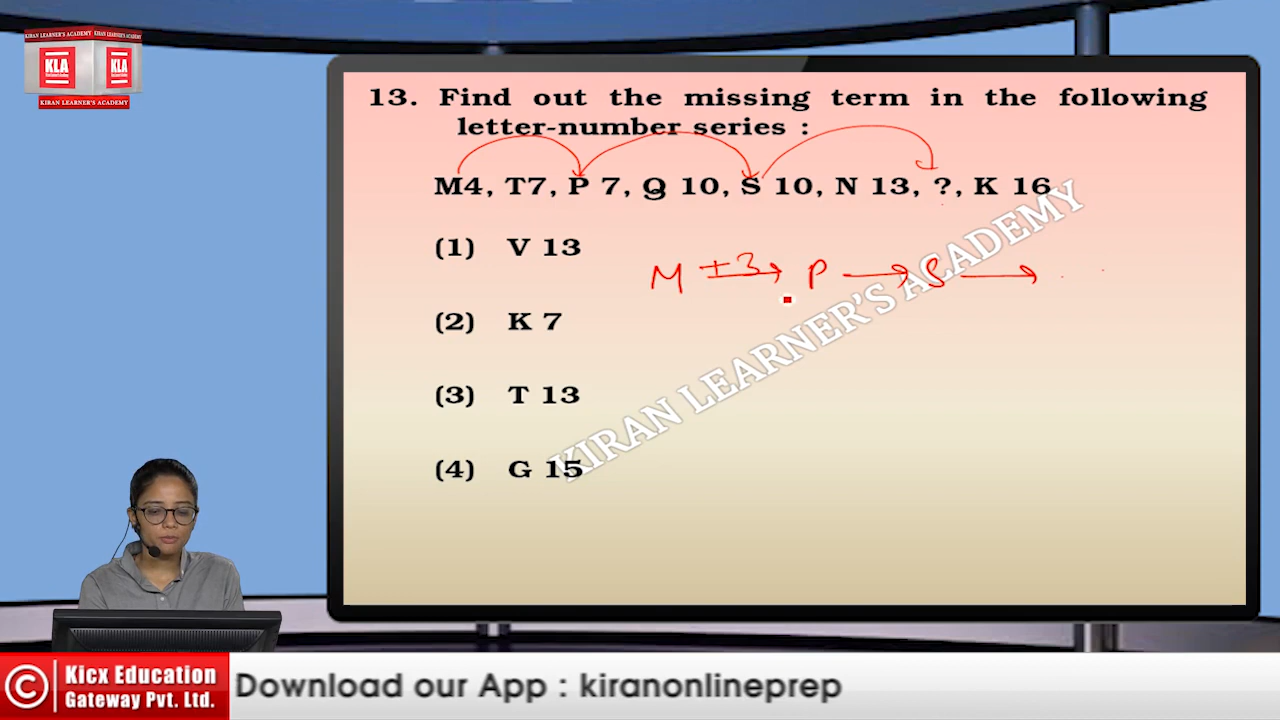 KIRAN LEARNER'S ACADEMY KIRAN LEARNER'S ACADEMY
KLA KLA
KIRAN LEARNER'S ACADEMY
13. Find out the missing term in the following
letter-number series :
M4, T7, P 7, Q 10, S 10, N 13, ?, K 16
(1) V 13
M +3 P S
(2) K 7
(3) T 13
(4) G 15
KIRAN LEARNER'S ACADEMY
© Kicx Education
Gateway Pvt. Ltd.
Download our App : kiranonlineprep